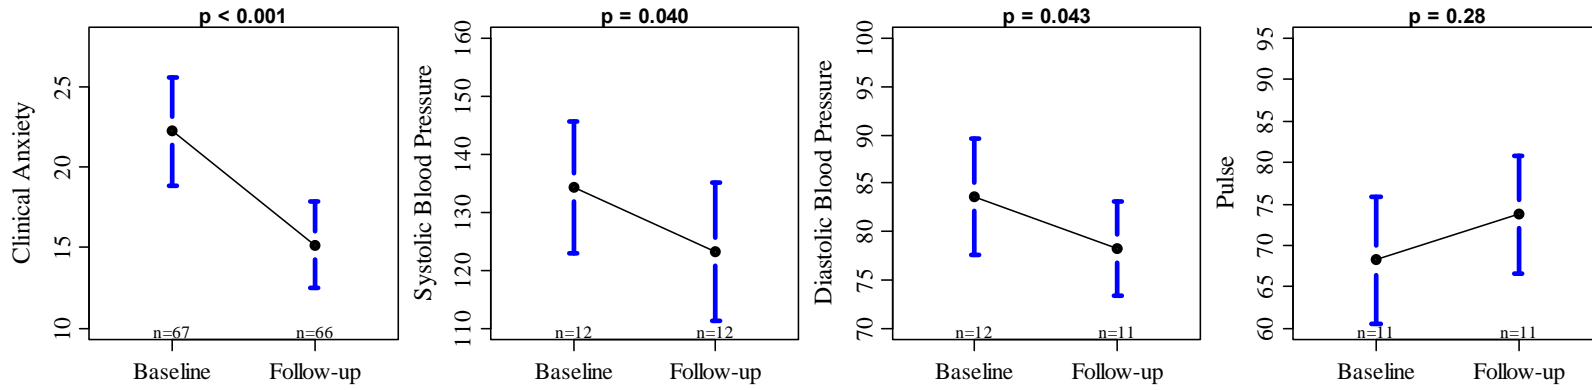 p < 0.001
Clinical Anxiety
25
20
15
10
n=67
n=66
Baseline
Follow-up
p = 0.040
Systolic Blood Pressure
160
150
140
130
120
110
n=12
n=12
Baseline
Follow-up
p = 0.043
Diastolic Blood Pressure
100
95
90
85
80
75
70
n=12
n=11
Baseline
Follow-up
p = 0.28
Pulse
95
90
85
80
75
70
65
60
n=11
n=11
Baseline
Follow-up